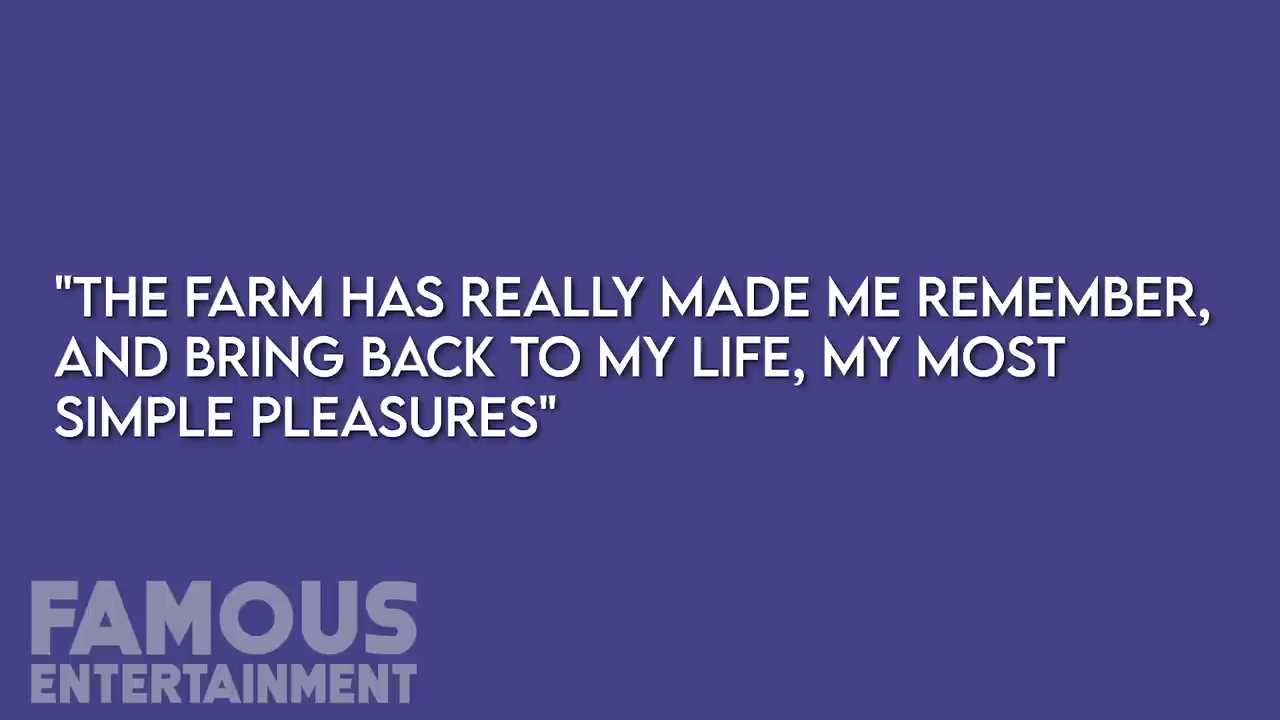 "THE FARM HAS REALLY MADE ME REMEMBER,
AND BRING BACK TO MY LIFE, MY MOST
SIMPLE PLEASURES"
FAMOUS
ENTERTAINMENT